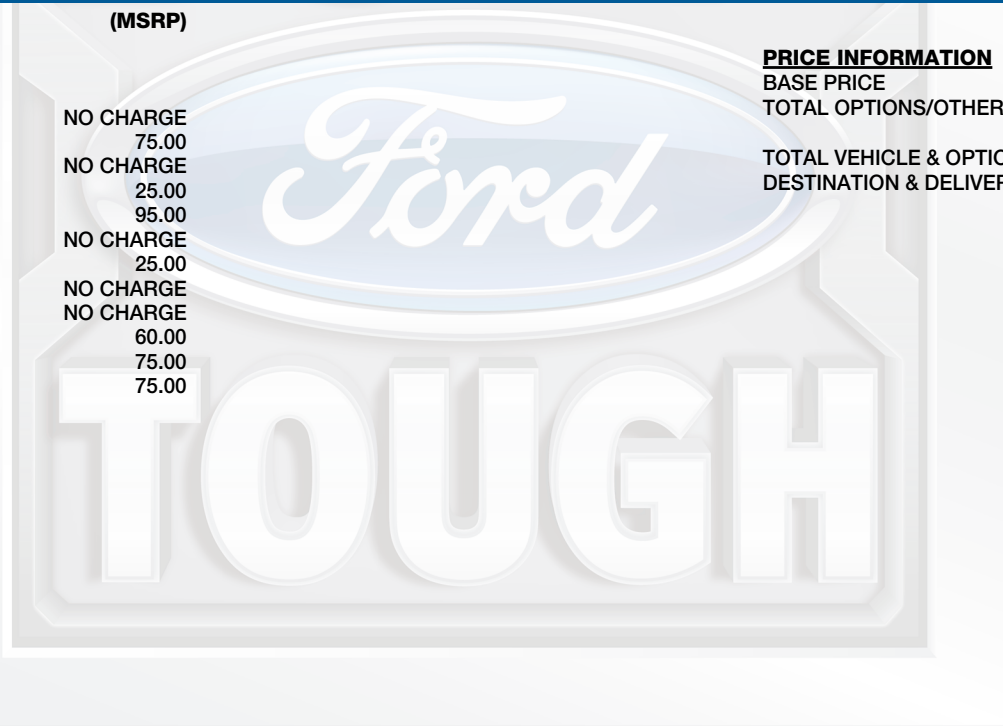 (MSRP)
NO CHARGE
75.00
NO CHARGE
25.00
95.00
NO CHARGE
25.00
NO CHARGE
NO CHARGE
60.00
75.00
75.00
PRICE INFORMATION
BASE PRICE
TOTAL OPTIONS/OTHER
TOTAL VEHICLE & OPTIO
DESTINATION & DELIVER
Ford
TOUGH